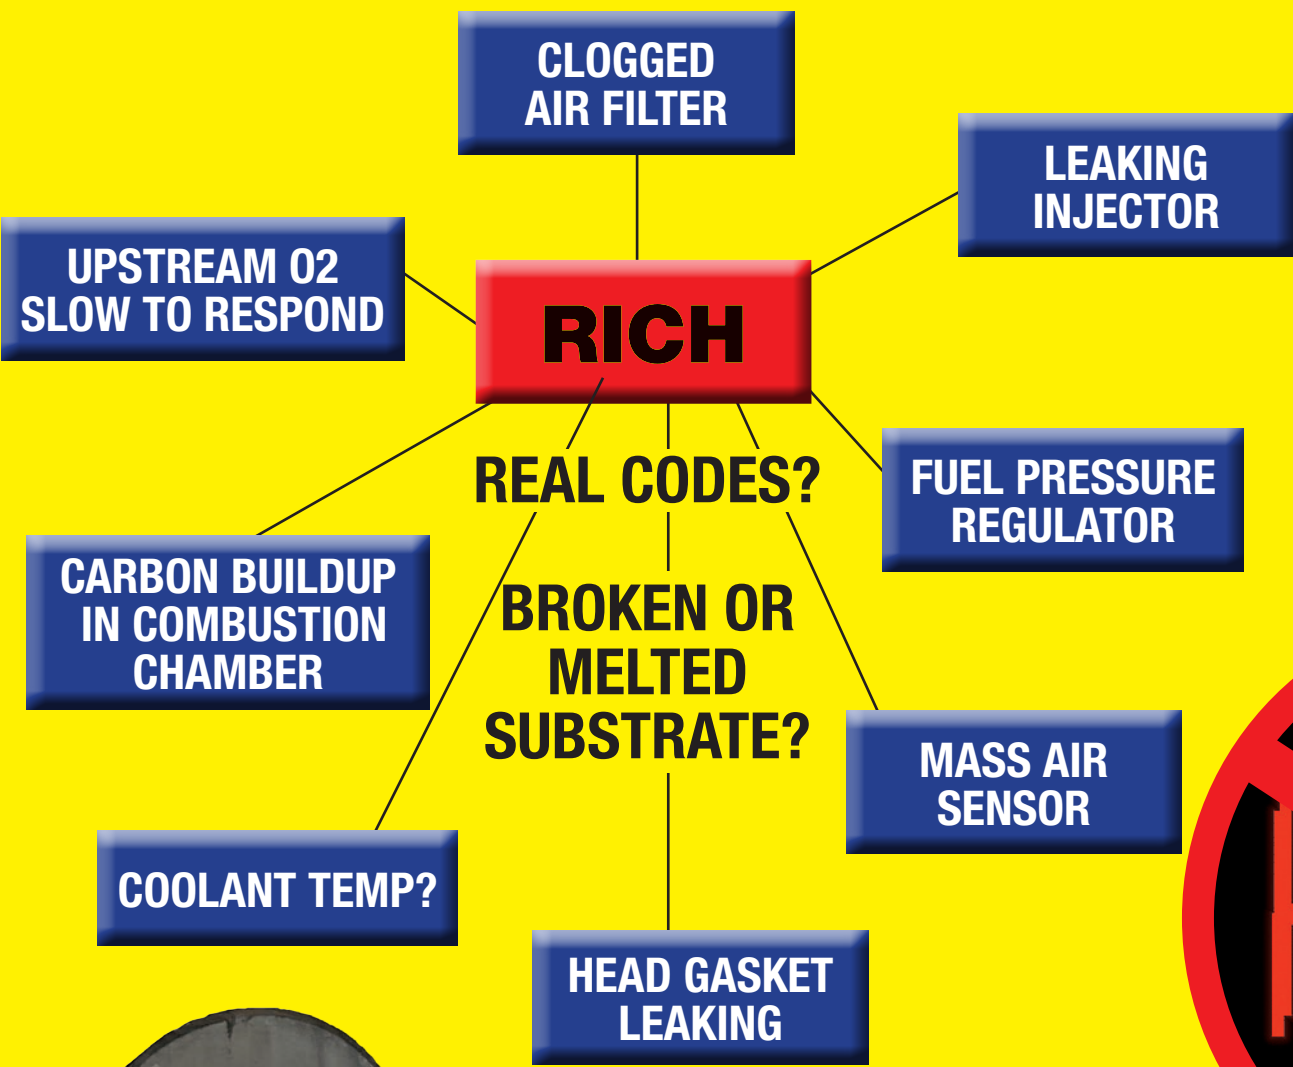 CLOGGED
AIR FILTER
LEAKING
INJECTOR
UPSTREAM O2
SLOW TO RESPOND
RICH
REAL CODES?
FUEL PRESSURE
REGULATOR
CARBON BUILDUP
IN COMBUSTION
CHAMBER
BROKEN OR
MELTED
SUBSTRATE?
MASS AIR
SENSOR
COOLANT TEMP?
HEAD GASKET
LEAKING